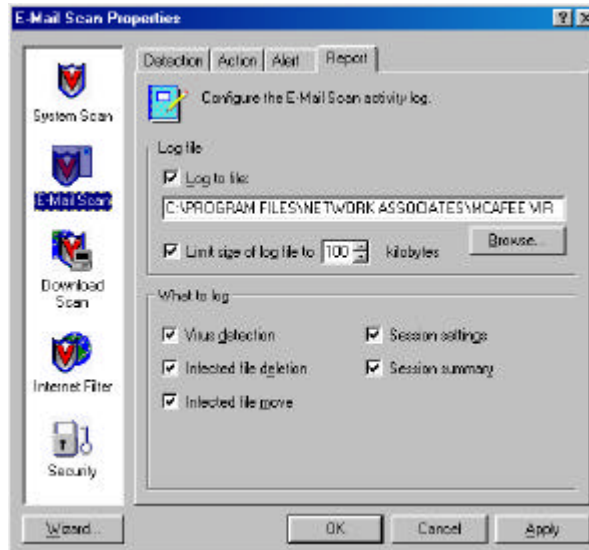 E-Mail Scan Properties
System Scan
E-Mail Scan
Download Scan
Internet Filter
Security
Wizard...
Detection
Action
Alert
Report
Configure the E-Mail Scan activity log.
Log file
Log to file:
C:\PROGRAM FILES\NETWORK ASSOCIATES\MCAFEE VIR
Limit size of log file to 100 kilobytes
Browse...
What to log
Virus detection
Session settings
Infected file deletion
Session summary
Infected file move
OK
Cancel
Apply